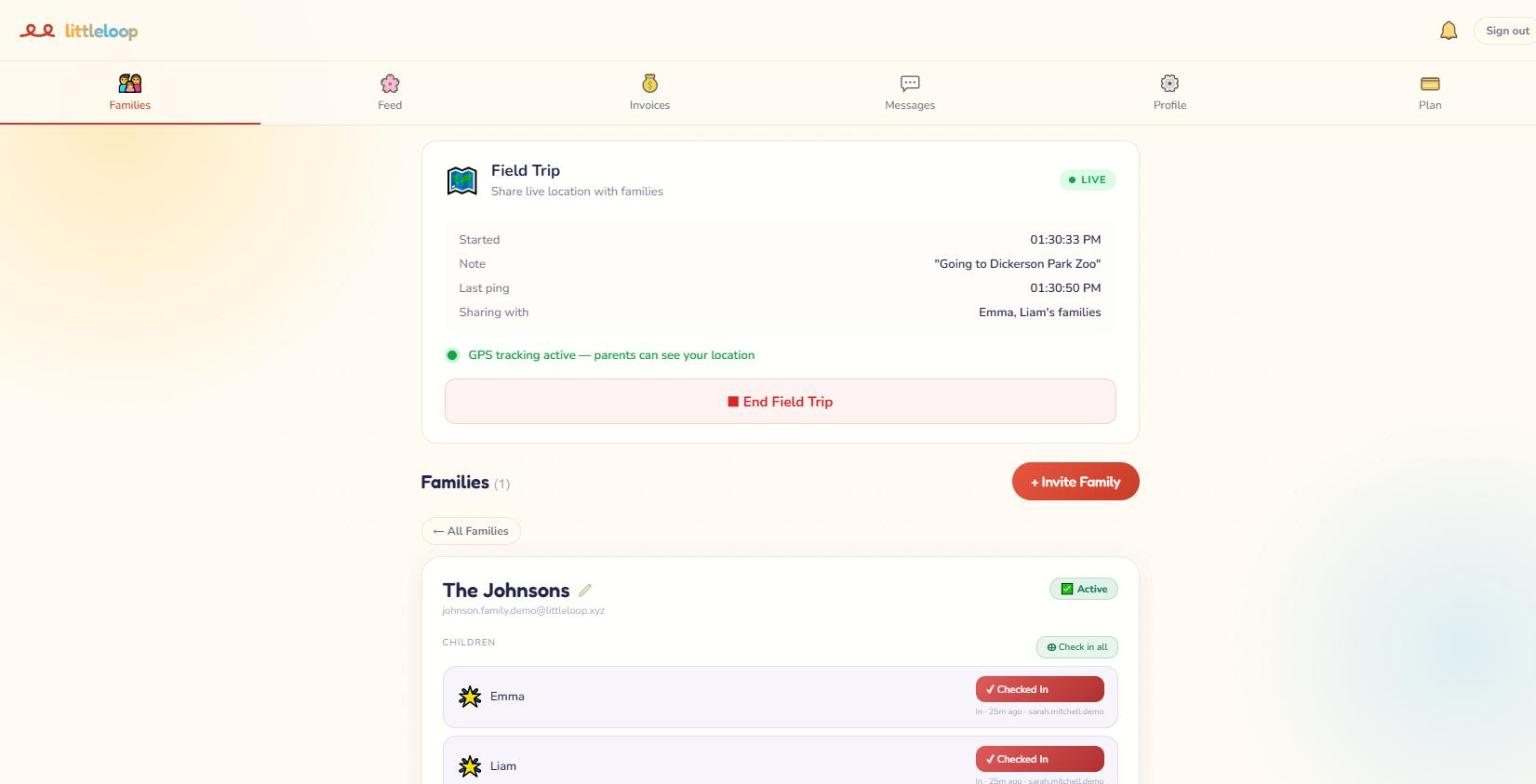 littleloop
Sign out
Families
Feed
Invoices
Messages
Profile
Plan
Field Trip
Share live location with families
LIVE
Started 01:30:33 PM
Note "Going to Dickerson Park Zoo"
Last ping 01:30:50 PM
Sharing with Emma, Liam's families
GPS tracking active — parents can see your location
End Field Trip
Families (1)
+ Invite Family
← All Families
The Johnsons
Active
johnson.family.demo@littleloop.xyz
CHILDREN
Check in all
Emma
✓ Checked In
In · 25m ago · sarah.mitchell.demo
Liam
✓ Checked In
In · 25m ago · sarah.mitchell.demo